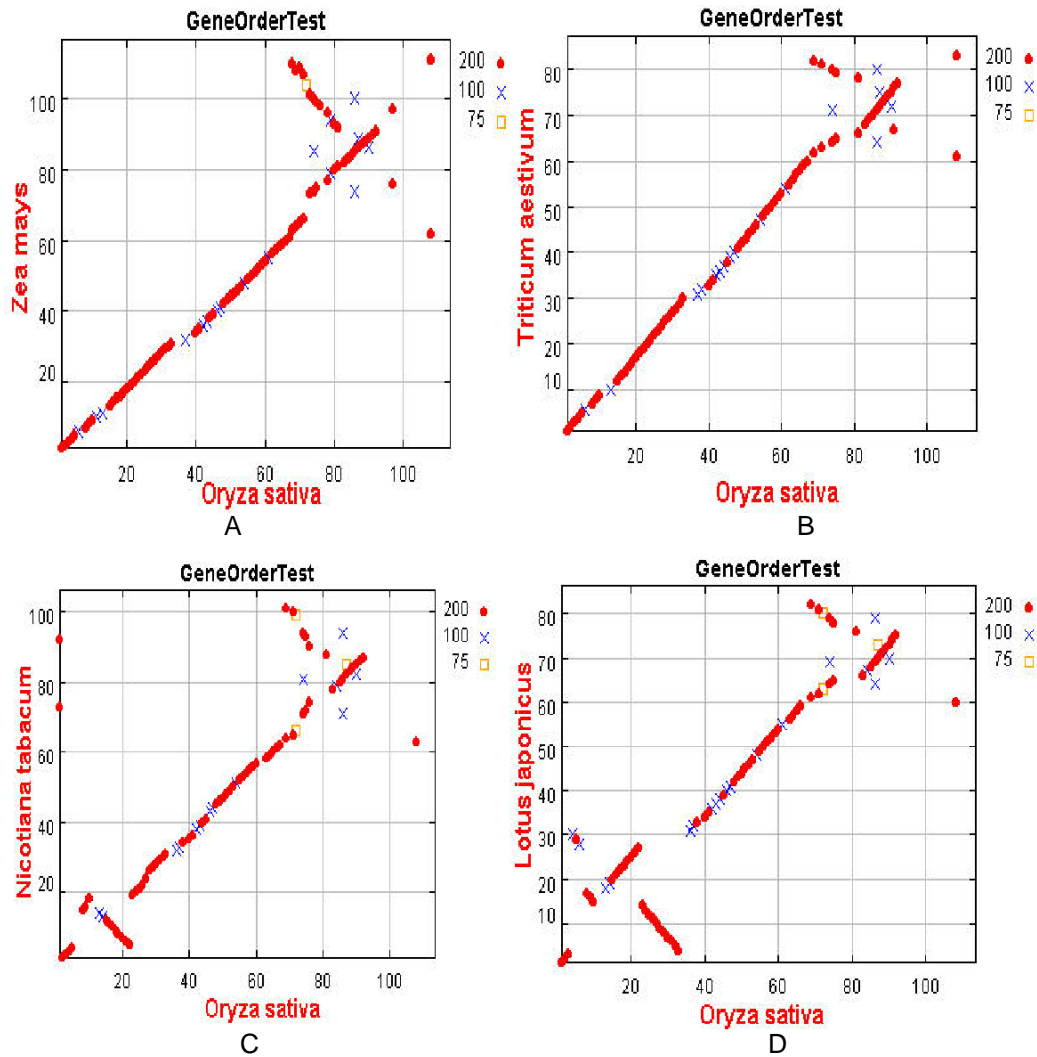 GeneOrderTest
200
100
75
100
80
60
40
20
Zea mays
20 40 60 80 100
Oryza sativa
A
GeneOrderTest
200
100
75
80
70
60
50
40
30
20
10
Triticum aestivum
20 40 60 80 100
Oryza sativa
B
GeneOrderTest
200
100
75
100
80
60
40
20
Nicotiana tabacum
20 40 60 80 100
Oryza sativa
C
GeneOrderTest
200
100
75
80
70
60
50
40
30
20
10
Lotus japonicus
20 40 60 80 100
Oryza sativa
D